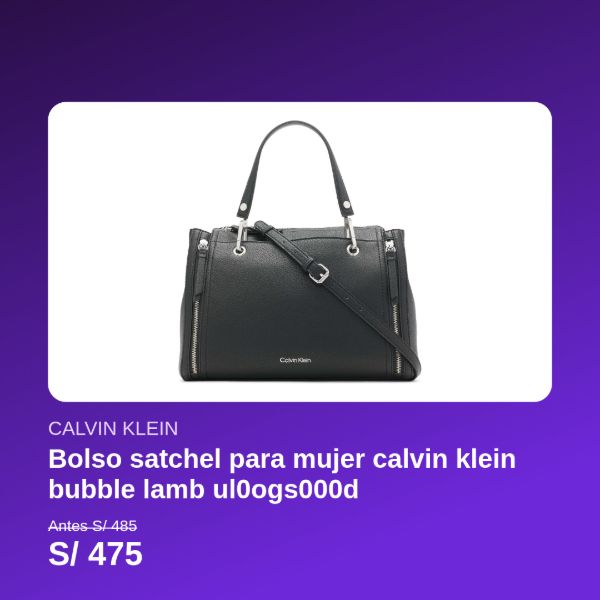 Calvin Klein
CALVIN KLEIN
Bolso satchel para mujer calvin klein
bubble lamb ul0ogs000d
Antes S/ 485
S/ 475